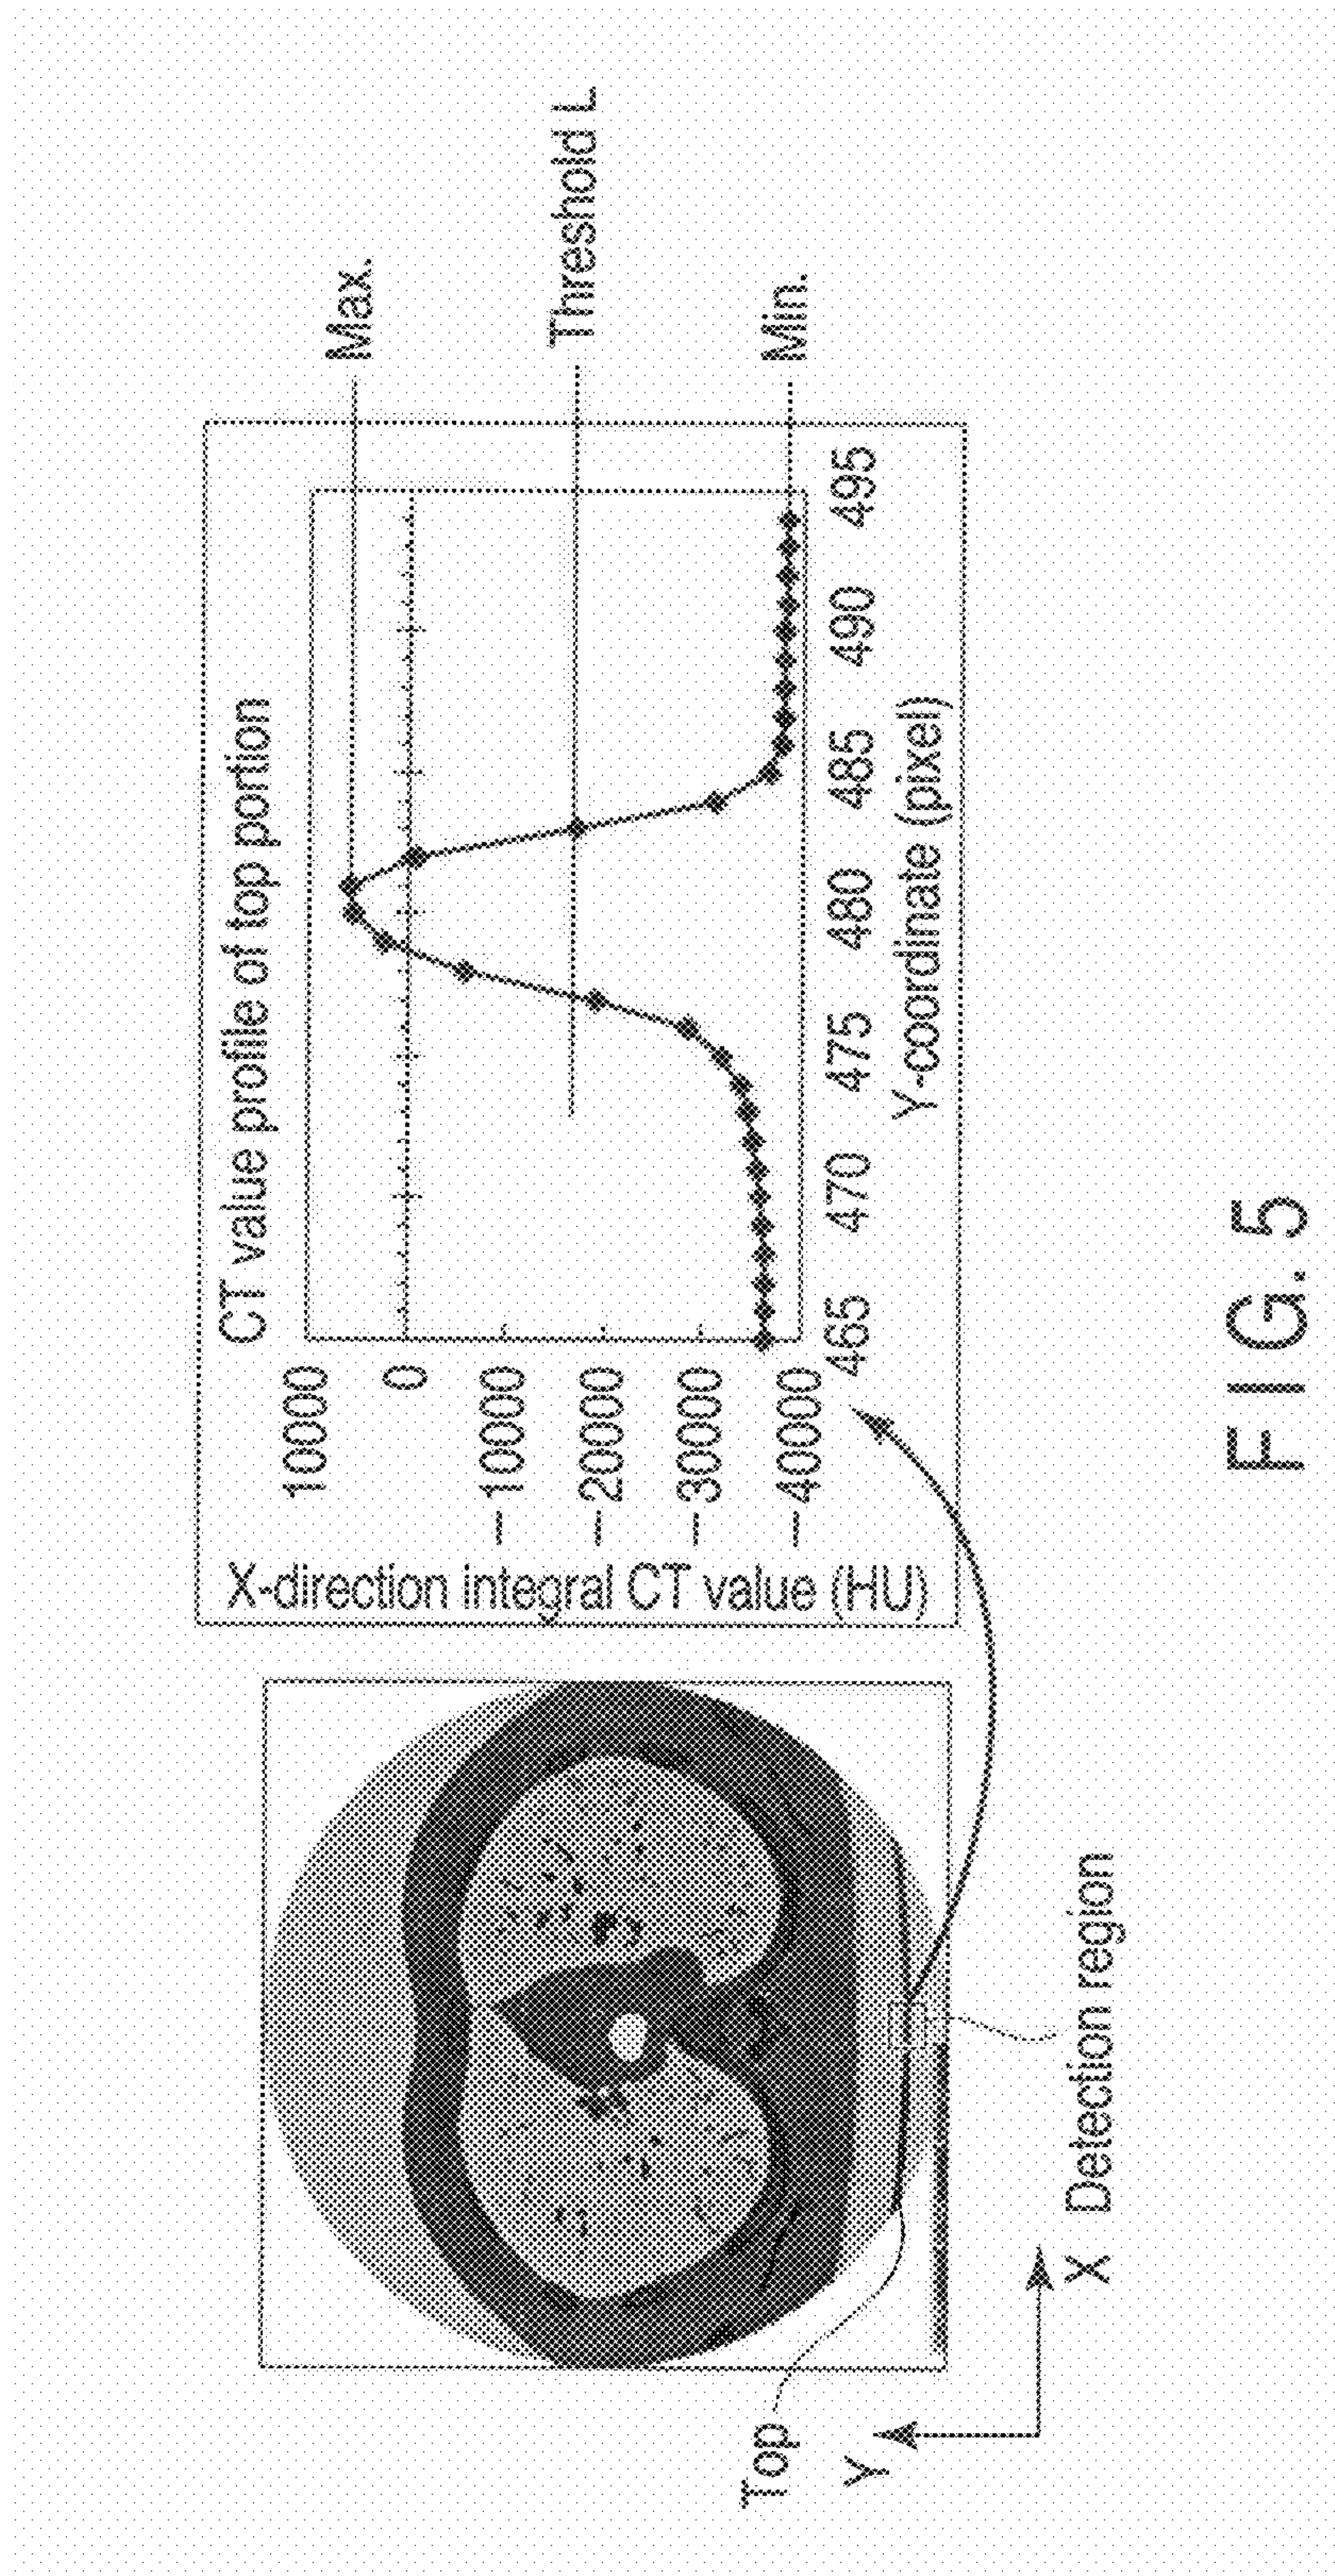 CT value profile of top portion
Max.
Threshold L
Min.
X-direction integral CT value (HU)
10000
0
−10000
−20000
−30000
−40000
465 470 475 480 485 490 495
Y-coordinate (pixel)
Top
Y
X
Detection region
FIG. 5